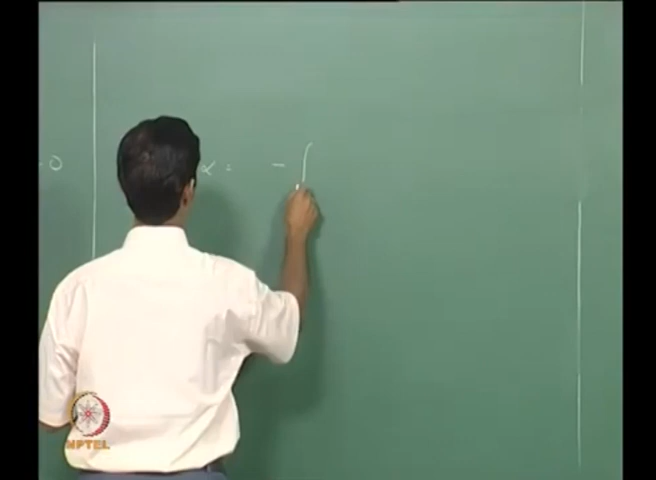 - 0 x = - ∫
NPTEL